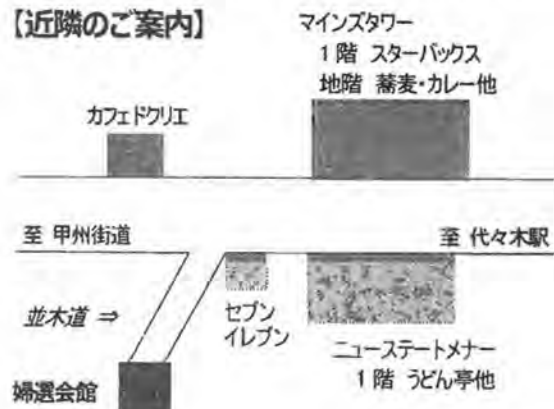 【近隣のご案内】
マインズタワー
1階 スターバックス
地階 蕎麦・カレー他
カフェドクリエ
至 甲州街道
至 代々木駅
並木道 ⇒
セブン
イレブン
ニューステートメナー
1階 うどん亭他
婦選会館